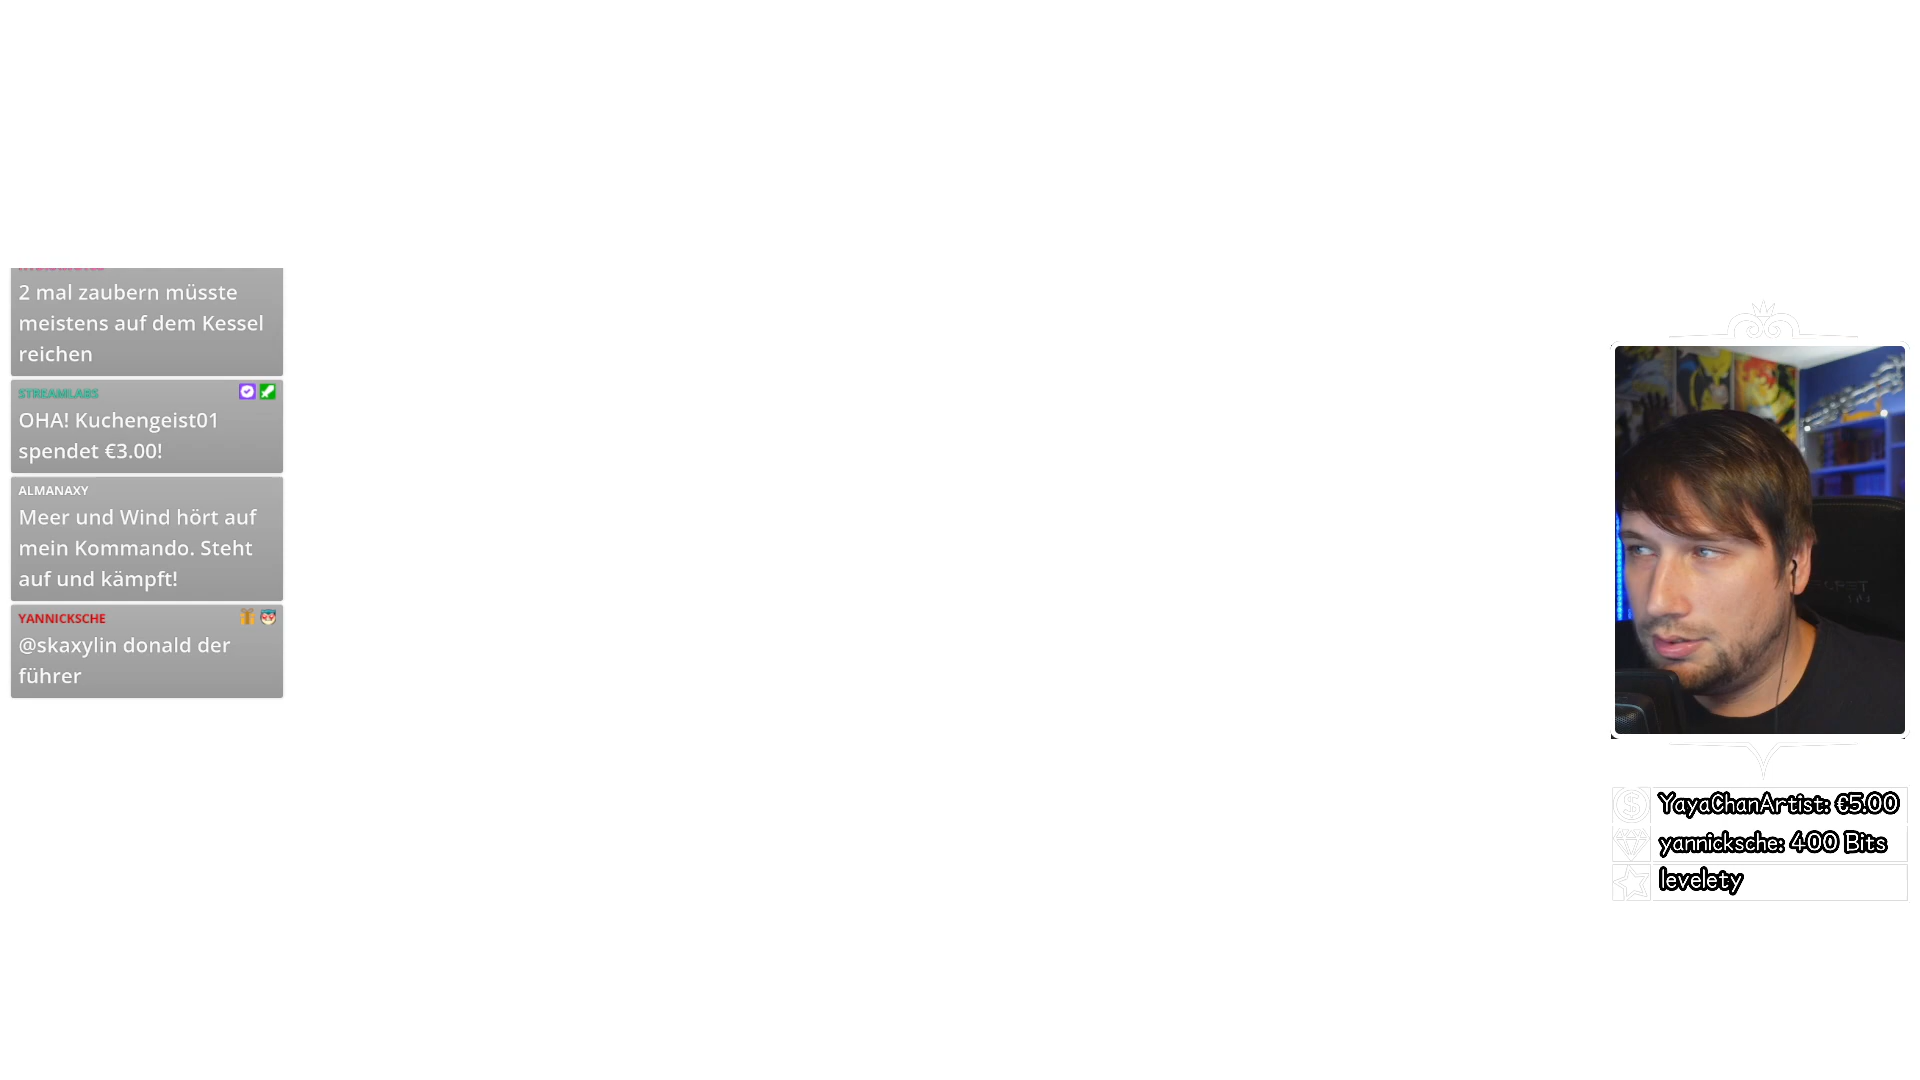 2 mal zaubern müsste
meistens auf dem Kessel
reichen
STREAMLABS
OHA! Kuchengeist01
spendet €3.00!
ALMANAXY
Meer und Wind hört auf
mein Kommando. Steht
auf und kämpft!
YANNICKSCHE
@skaxylin donald der
führer
YayaChanArtist: €5.00
yannicksche: 400 Bits
levelety